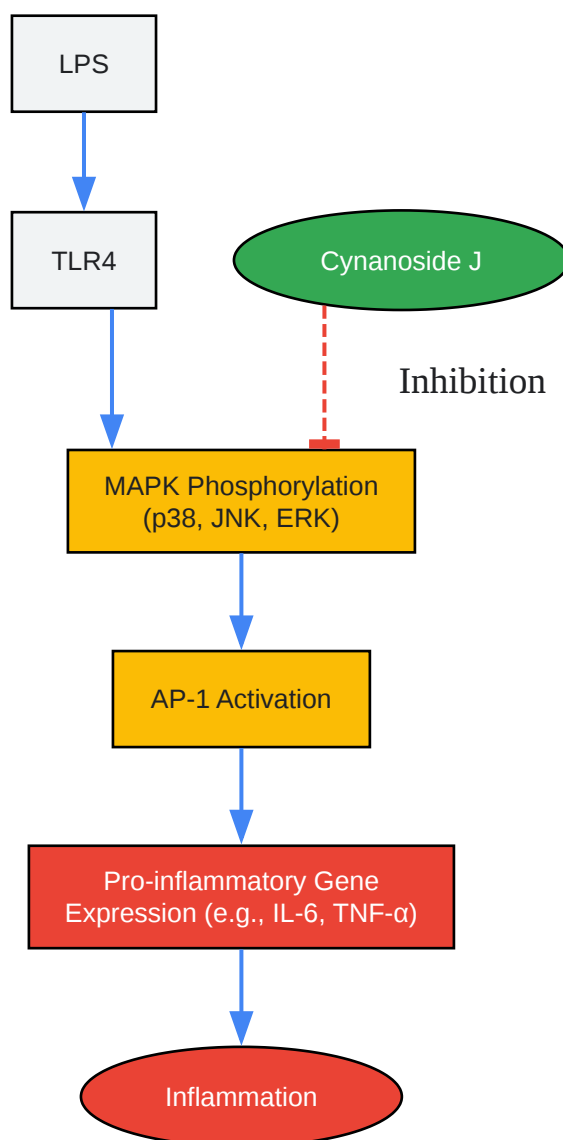 LPS
TLR4
Cynanoside J
Inhibition
MAPK Phosphorylation
(p38, JNK, ERK)
AP-1 Activation
Pro-inflammatory Gene
Expression (e.g., IL-6, TNF-α)
Inflammation